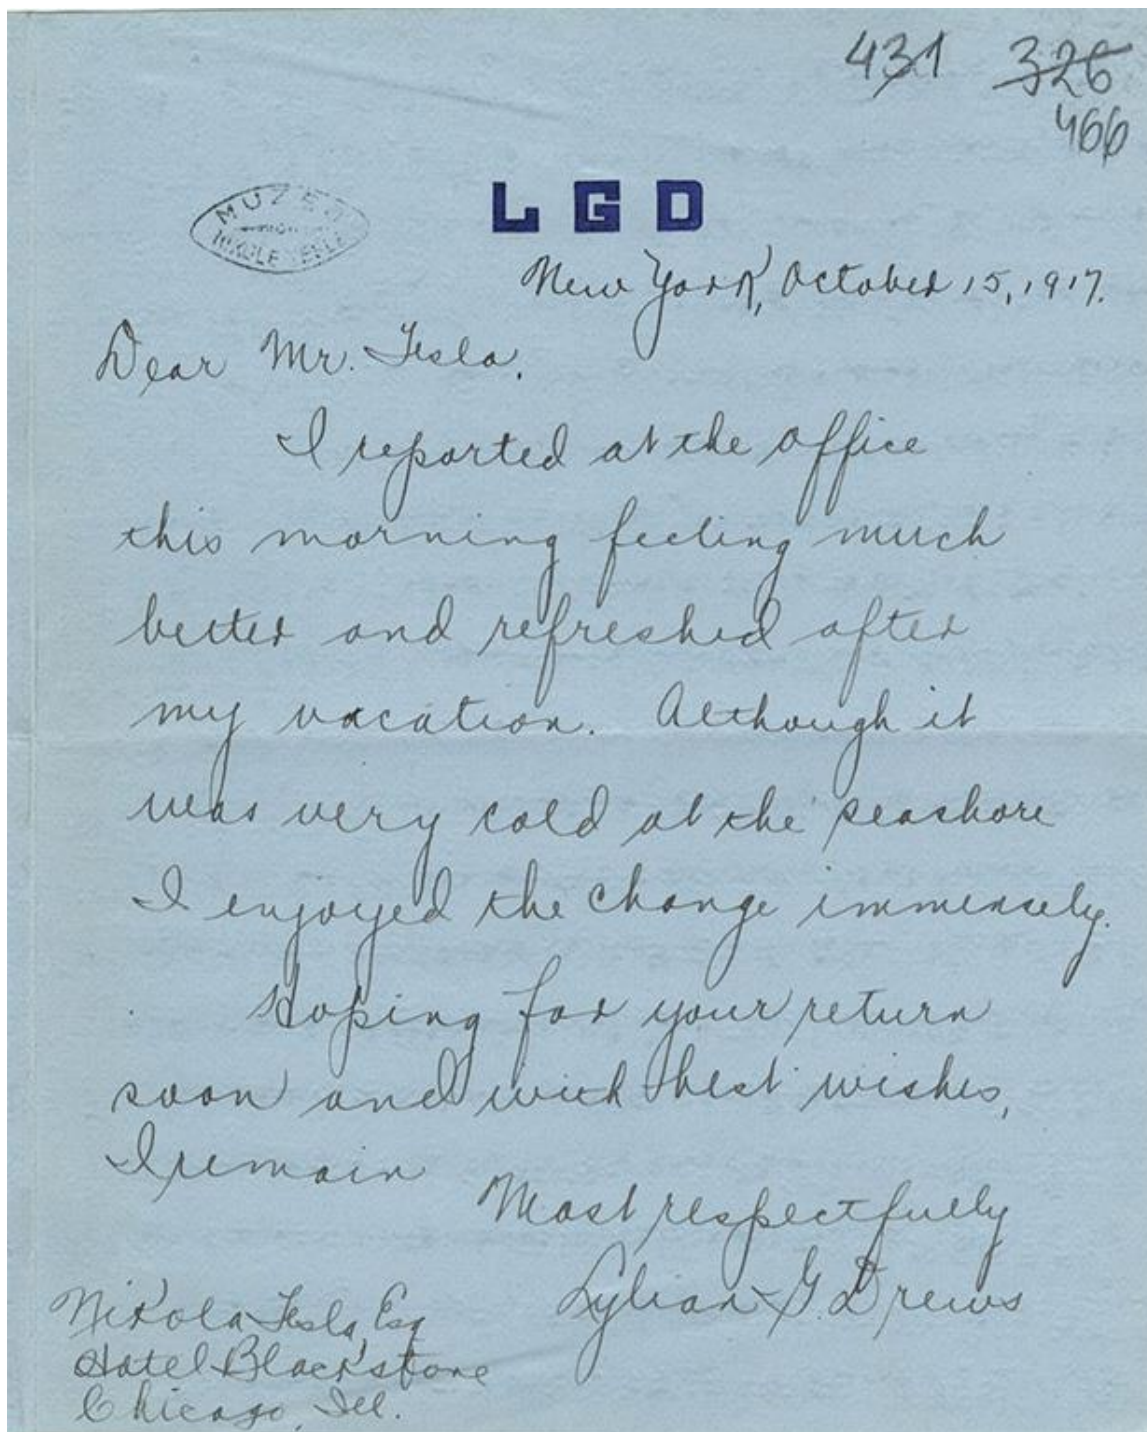 431 326
466
MUZEJ
NIKOLE TESLE
L G D
New York, October 15, 1917.
Dear Mr. Tesla,
I reported at the office
this morning feeling much
better and refreshed after
my vacation. Although it
was very cold at the seashore
I enjoyed the change immensely.
Hoping for your return
soon and with best wishes,
I remain
Most respectfully
Lylian G. Drews
Nikola Tesla, Esq
Hotel Blackstone
Chicago, Ill.